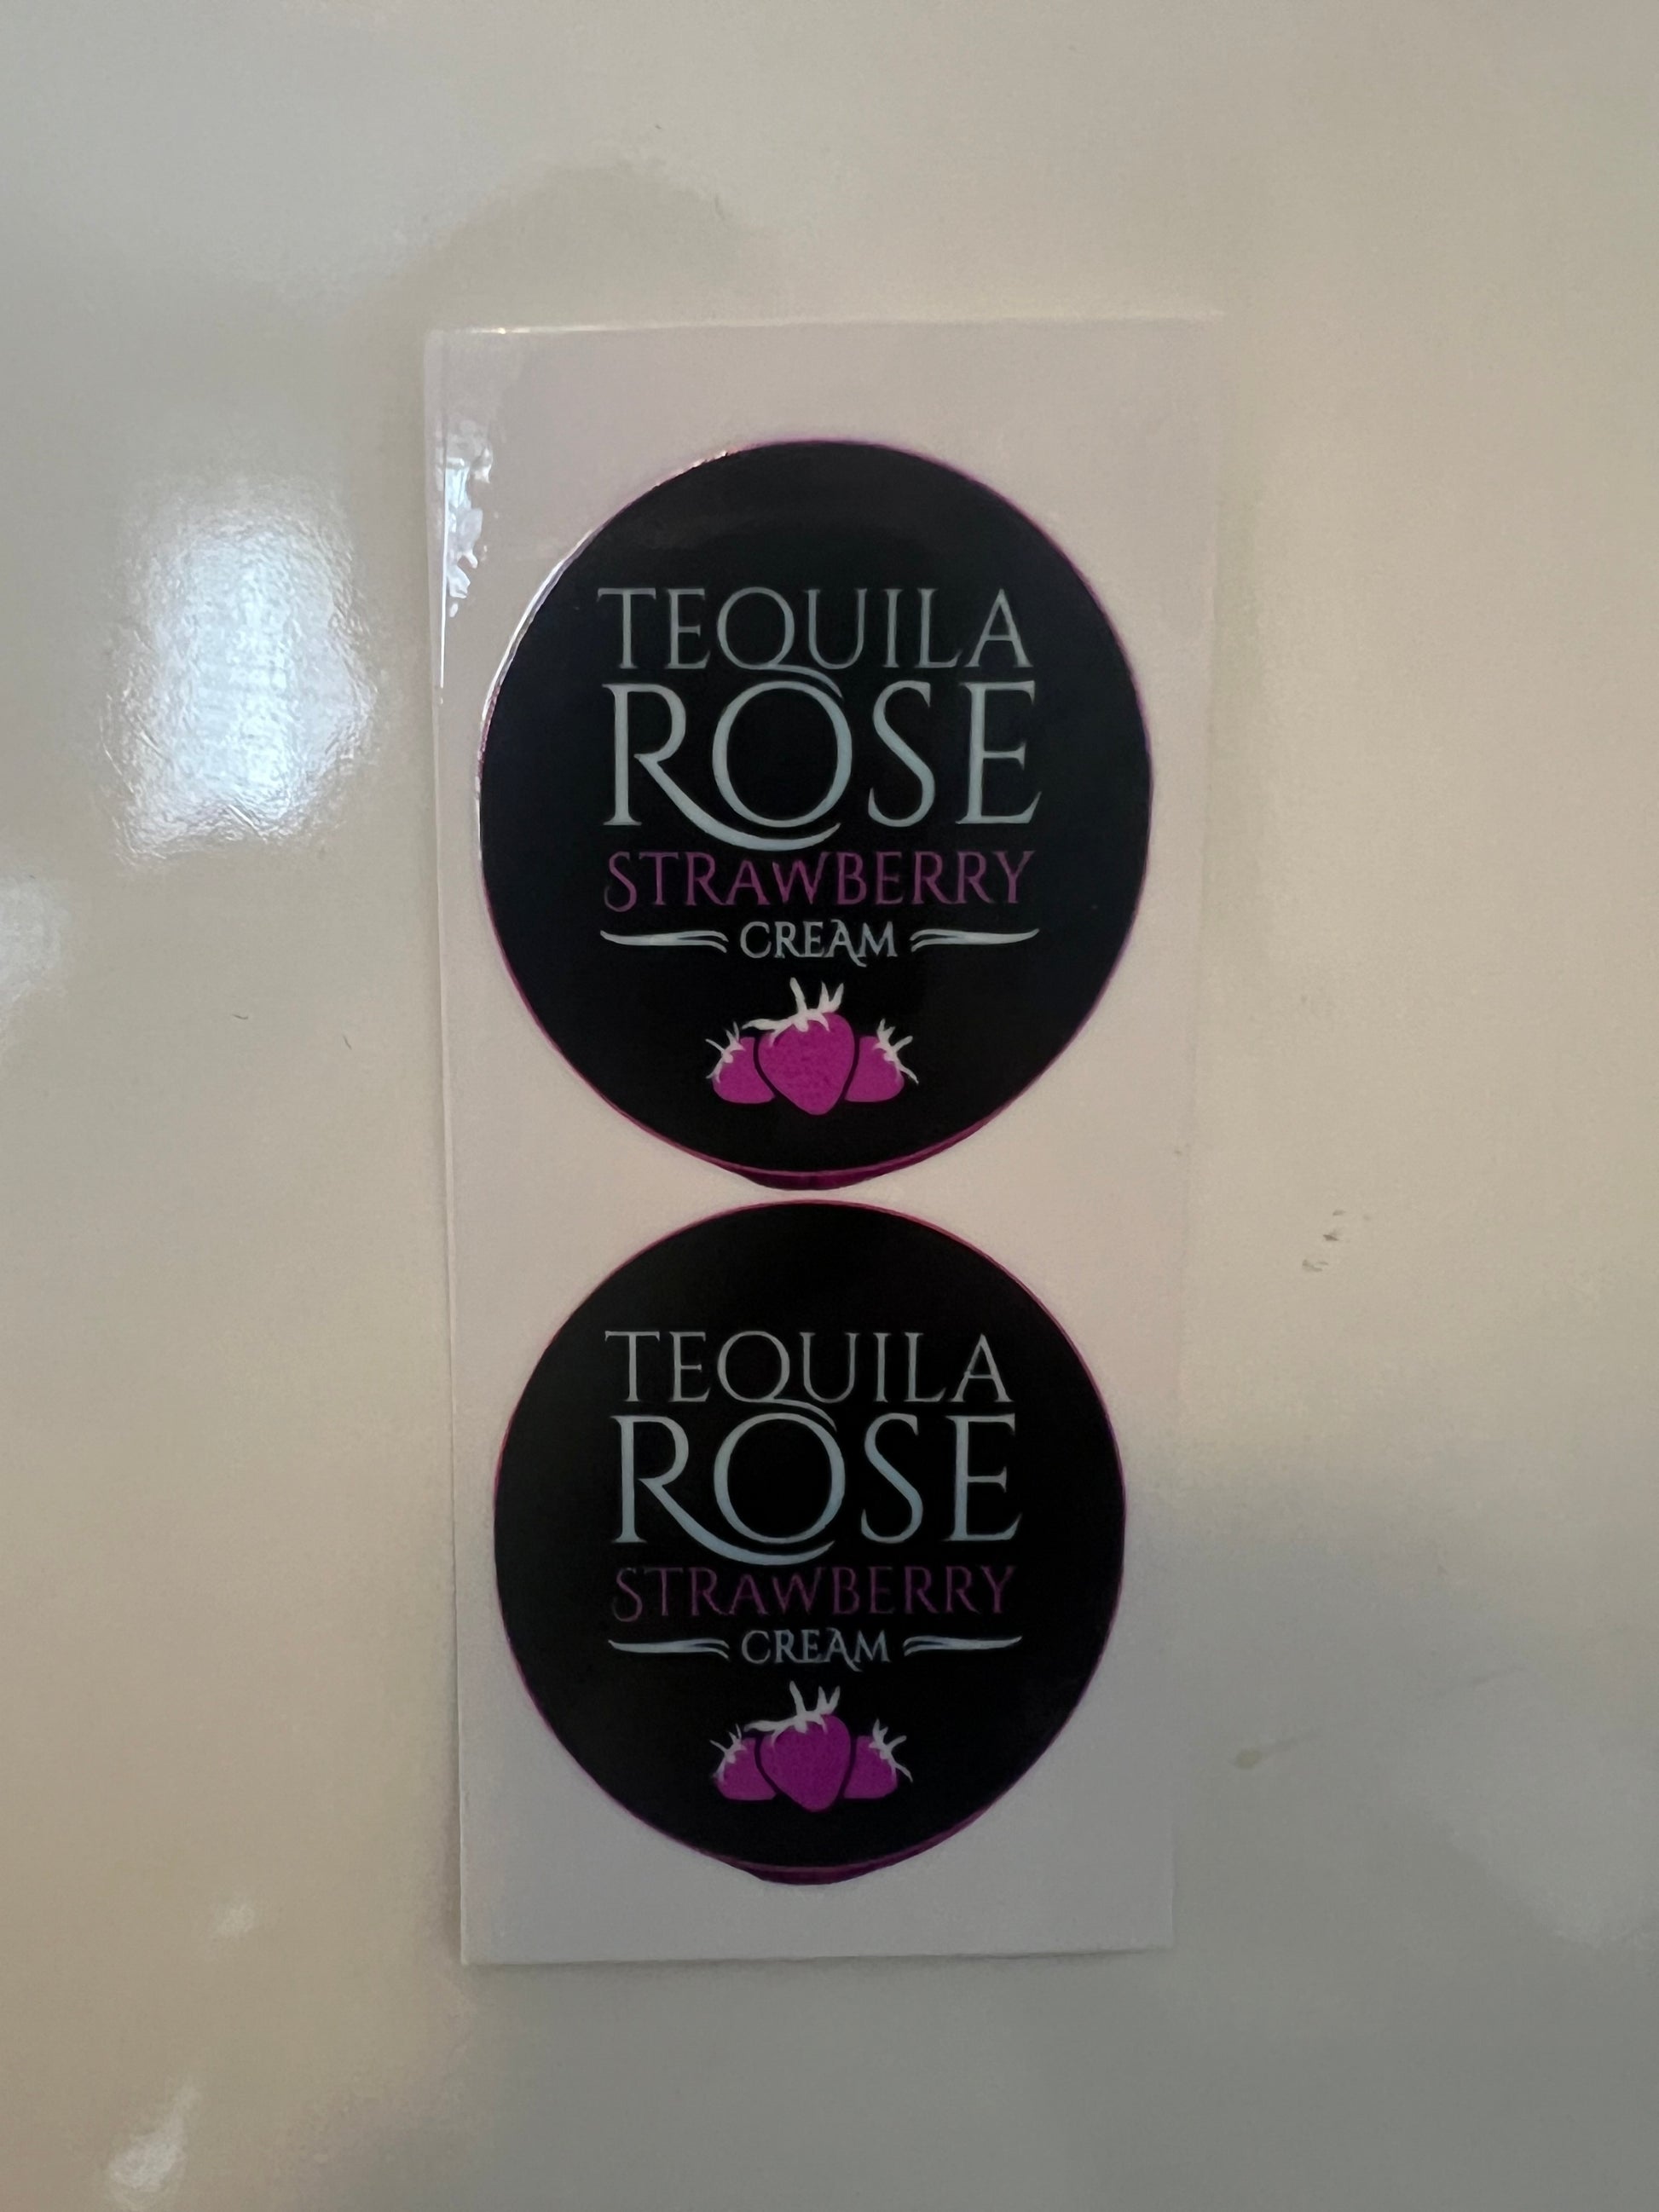 TEQUILA
ROSE
STRAWBERRY
CREAM
TEQUILA
ROSE
STRAWBERRY
CREAM